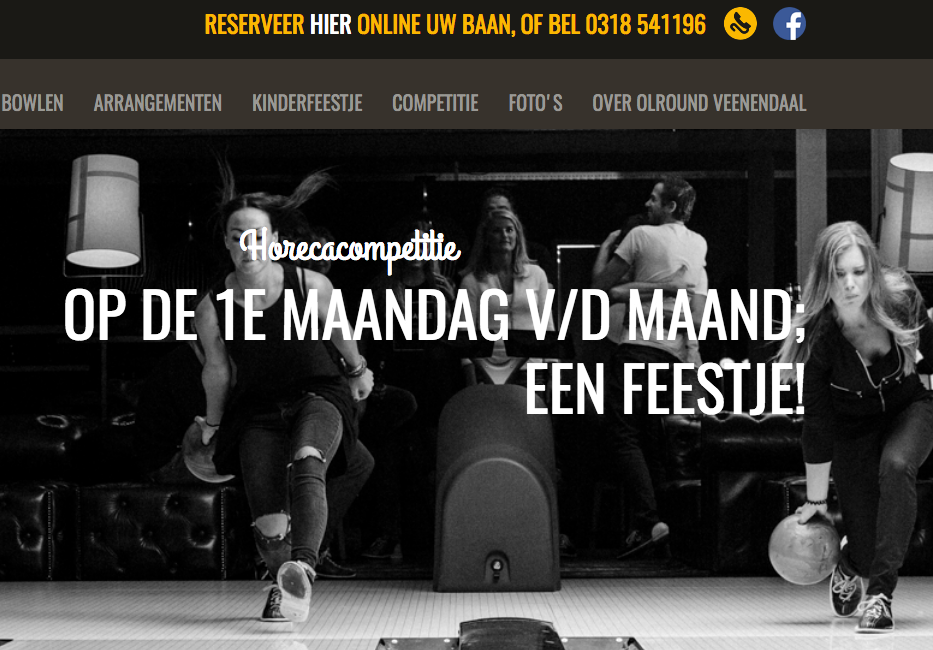 RESERVEER HIER ONLINE UW BAAN, OF BEL 0318 541196
BOWLEN ARRANGEMENTEN KINDERFEESTJE COMPETITIE FOTO'S OVER OLROUND VEENENDAAL
Horecacompetitie
OP DE 1E MAANDAG V/D MAAND;
EEN FEESTJE!